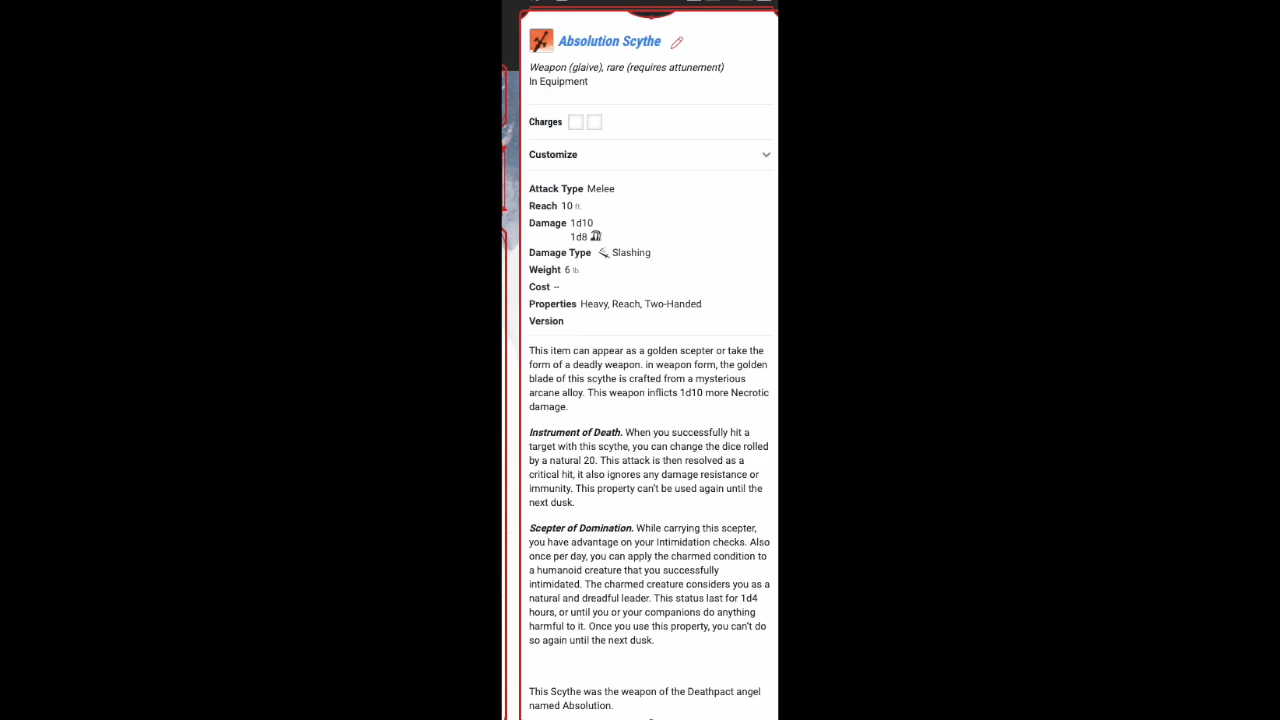 Absolution Scythe
Weapon (glaive), rare (requires attunement)
In Equipment
Charges
Customize
Attack Type Melee
Reach 10 ft.
Damage 1d10
1d8
Damage Type Slashing
Weight 6 lb.
Cost --
Properties Heavy, Reach, Two-Handed
Version
This item can appear as a golden scepter or take the
form of a deadly weapon. in weapon form, the golden
blade of this scythe is crafted from a mysterious
arcane alloy. This weapon inflicts 1d10 more Necrotic
damage.
Instrument of Death. When you successfully hit a
target with this scythe, you can change the dice rolled
by a natural 20. This attack is then resolved as a
critical hit, it also ignores any damage resistance or
immunity. This property can't be used again until the
next dusk.
Scepter of Domination. While carrying this scepter,
you have advantage on your Intimidation checks. Also
once per day, you can apply the charmed condition to
a humanoid creature that you successfully
intimidated. The charmed creature considers you as a
natural and dreadful leader. This status last for 1d4
hours, or until you or your companions do anything
harmful to it. Once you use this property, you can't do
so again until the next dusk.
This Scythe was the weapon of the Deathpact angel
named Absolution.